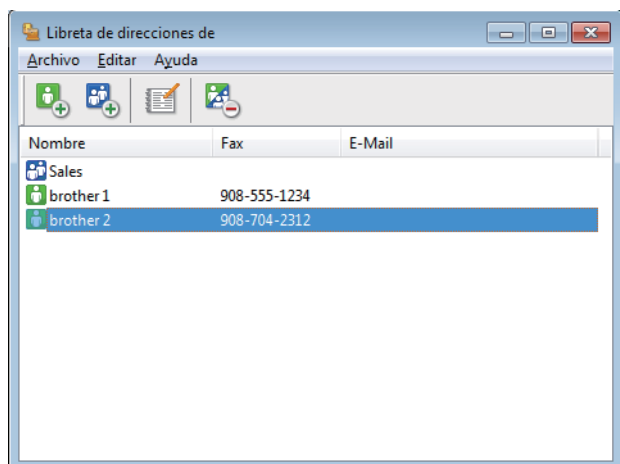 Libreta de direcciones de
Archivo Editar Ayuda
Nombre Fax E-Mail
Sales
brother 1 908-555-1234
brother 2 908-704-2312